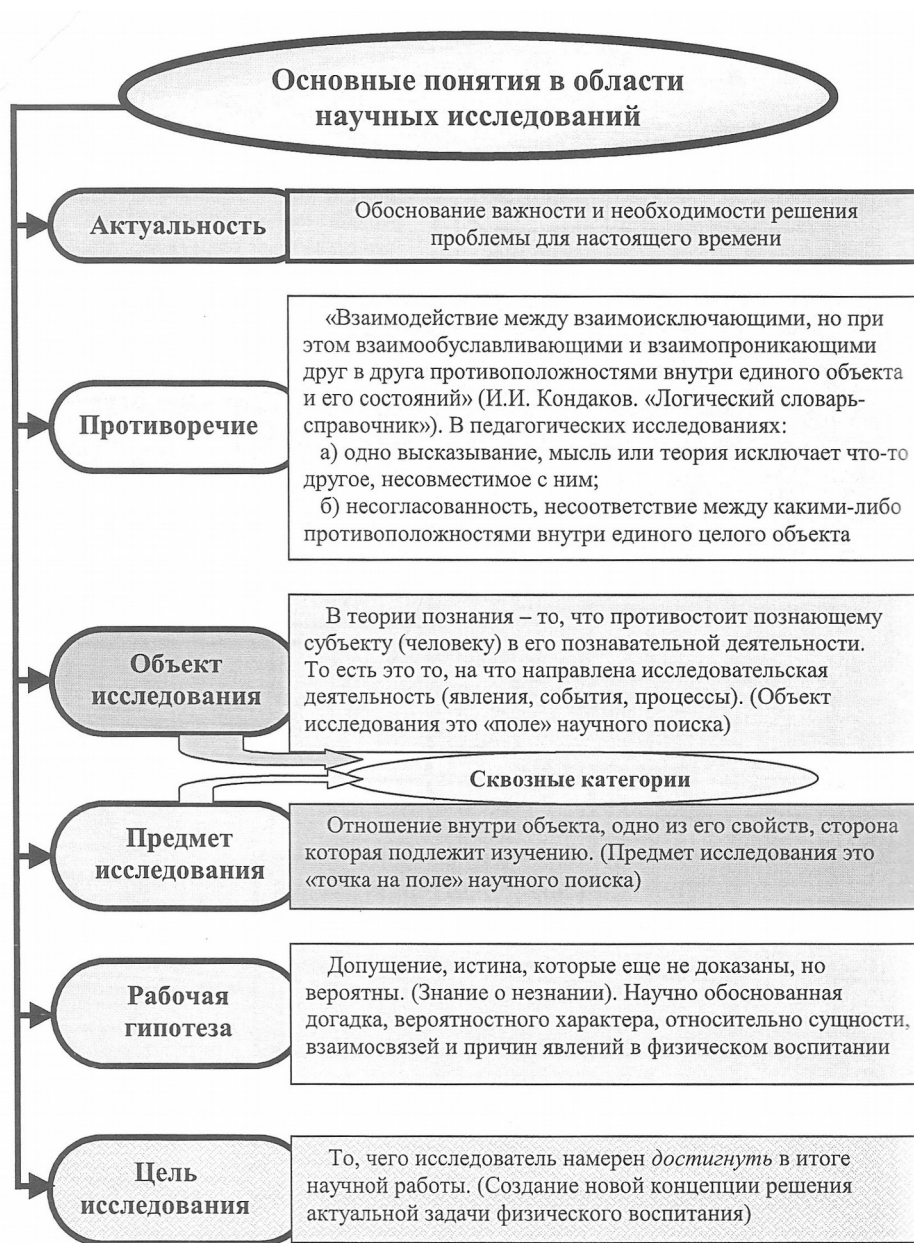 Основные понятия в области
научных исследований
Актуальность
Обоснование важности и необходимости решения
проблемы для настоящего времени
Противоречие
«Взаимодействие между взаимоисключающими, но при
этом взаимообуславливающими и взаимопроникающими
друг в друга противоположностями внутри единого объекта
и его состояний» (И.И. Кондаков. «Логический словарь-
справочник»). В педагогических исследованиях:
а) одно высказывание, мысль или теория исключает что-то
другое, несовместимое с ним;
б) несогласованность, несоответствие между какими-либо
противоположностями внутри единого целого объекта
Объект
исследования
В теории познания – то, что противостоит познающему
субъекту (человеку) в его познавательной деятельности.
То есть это то, на что направлена исследовательская
деятельность (явления, события, процессы). (Объект
исследования это «поле» научного поиска)
Сквозные категории
Предмет
исследования
Отношение внутри объекта, одно из его свойств, сторона
которая подлежит изучению. (Предмет исследования это
«точка на поле» научного поиска)
Рабочая
гипотеза
Допущение, истина, которые еще не доказаны, но
вероятны. (Знание о незнании). Научно обоснованная
догадка, вероятностного характера, относительно сущности,
взаимосвязей и причин явлений в физическом воспитании
Цель
исследования
То, чего исследователь намерен достигнуть в итоге
научной работы. (Создание новой концепции решения
актуальной задачи физического воспитания)